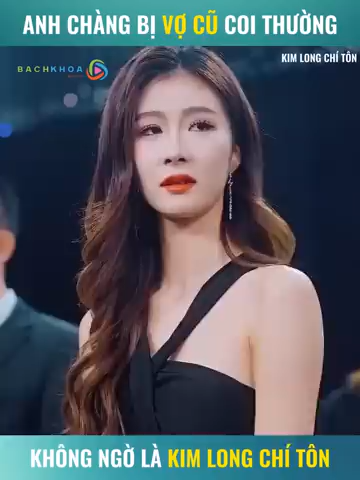 ANH CHÀNG BỊ VỢ CŨ COI THƯỜNG
KIM LONG CHÍ TÔN
BACHKHOA
KHÔNG NGỜ LÀ KIM LONG CHÍ TÔN